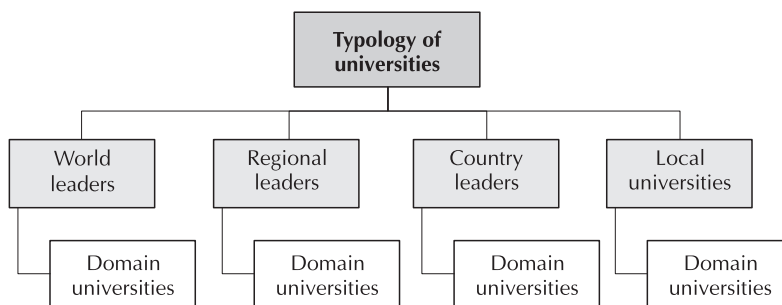 Typology of
universities
World
leaders
Regional
leaders
Country
leaders
Local
universities
Domain
universities
Domain
universities
Domain
universities
Domain
universities